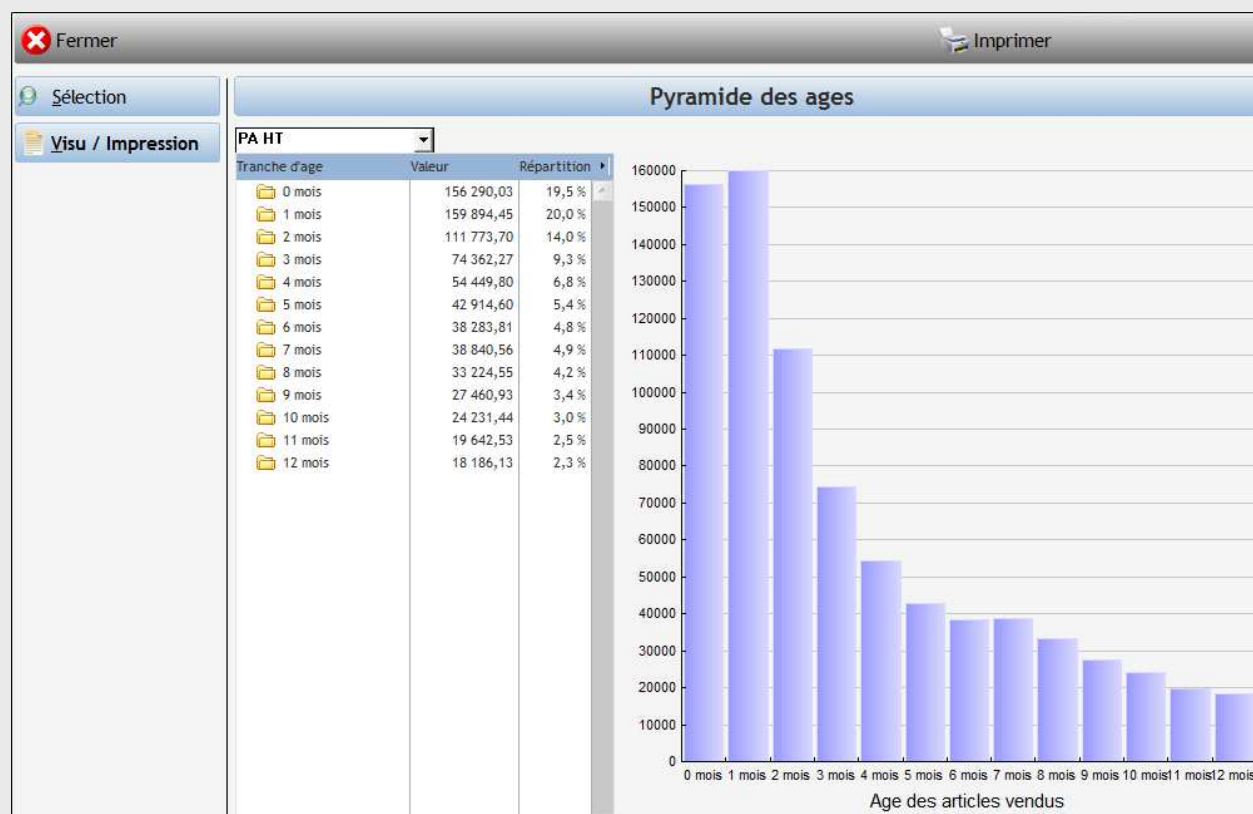 Fermer
Imprimer
Sélection
Visu / Impression
Pyramide des ages
PA HT
Tranche d'age Valeur Répartition
0 mois 156 290,03 19,5 %
1 mois 159 894,45 20,0 %
2 mois 111 773,70 14,0 %
3 mois 74 362,27 9,3 %
4 mois 54 449,80 6,8 %
5 mois 42 914,60 5,4 %
6 mois 38 283,81 4,8 %
7 mois 38 840,56 4,9 %
8 mois 33 224,55 4,2 %
9 mois 27 460,93 3,4 %
10 mois 24 231,44 3,0 %
11 mois 19 642,53 2,5 %
12 mois 18 186,13 2,3 %
160000
150000
140000
130000
120000
110000
100000
90000
80000
70000
60000
50000
40000
30000
20000
10000
0
0 mois 1 mois 2 mois 3 mois 4 mois 5 mois 6 mois 7 mois 8 mois 9 mois 10 mois 11 mois 12 mois
Age des articles vendus